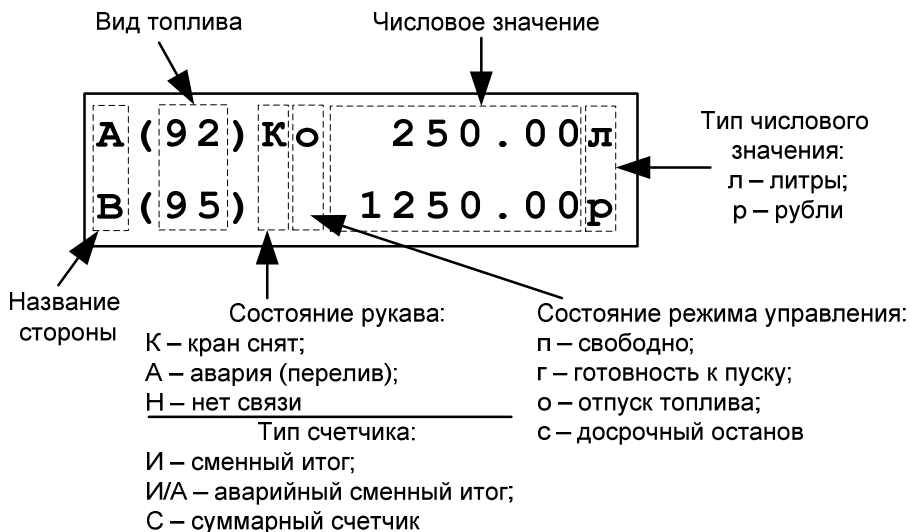 Вид топлива
Числовое значение
А(92)Ко 250.00л
В(95) 1250.00р
Тип числового
значения:
л – литры;
р – рубли
Название
стороны
Состояние рукава:
К – кран снят;
А – авария (перелив);
Н – нет связи
Тип счетчика:
И – сменный итог;
И/А – аварийный сменный итог;
С – суммарный счетчик
Состояние режима управления:
п – свободно;
г – готовность к пуску;
о – отпуск топлива;
с – досрочный останов